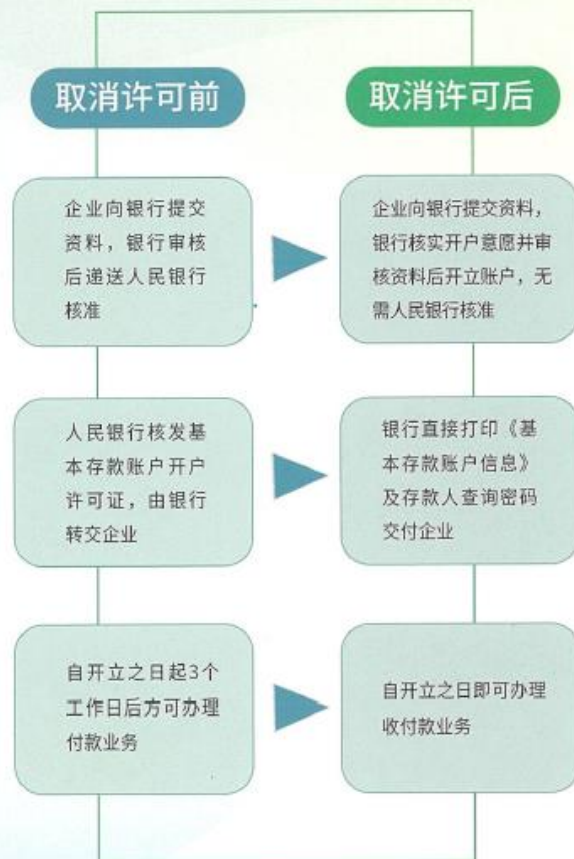 取消许可前
取消许可后
企业向银行提交
资料，银行审核
后递送人民银行
核准
企业向银行提交资料，
银行核实开户意愿并审
核资料后开立账户，无
需人民银行核准
人民银行核发基
本存款账户开户
许可证，由银行
转交企业
银行直接打印《基
本存款账户信息》
及存款人查询密码
交付企业
自开立之日起3个
工作日后方可办理
付款业务
自开立之日即可办理
收付款业务